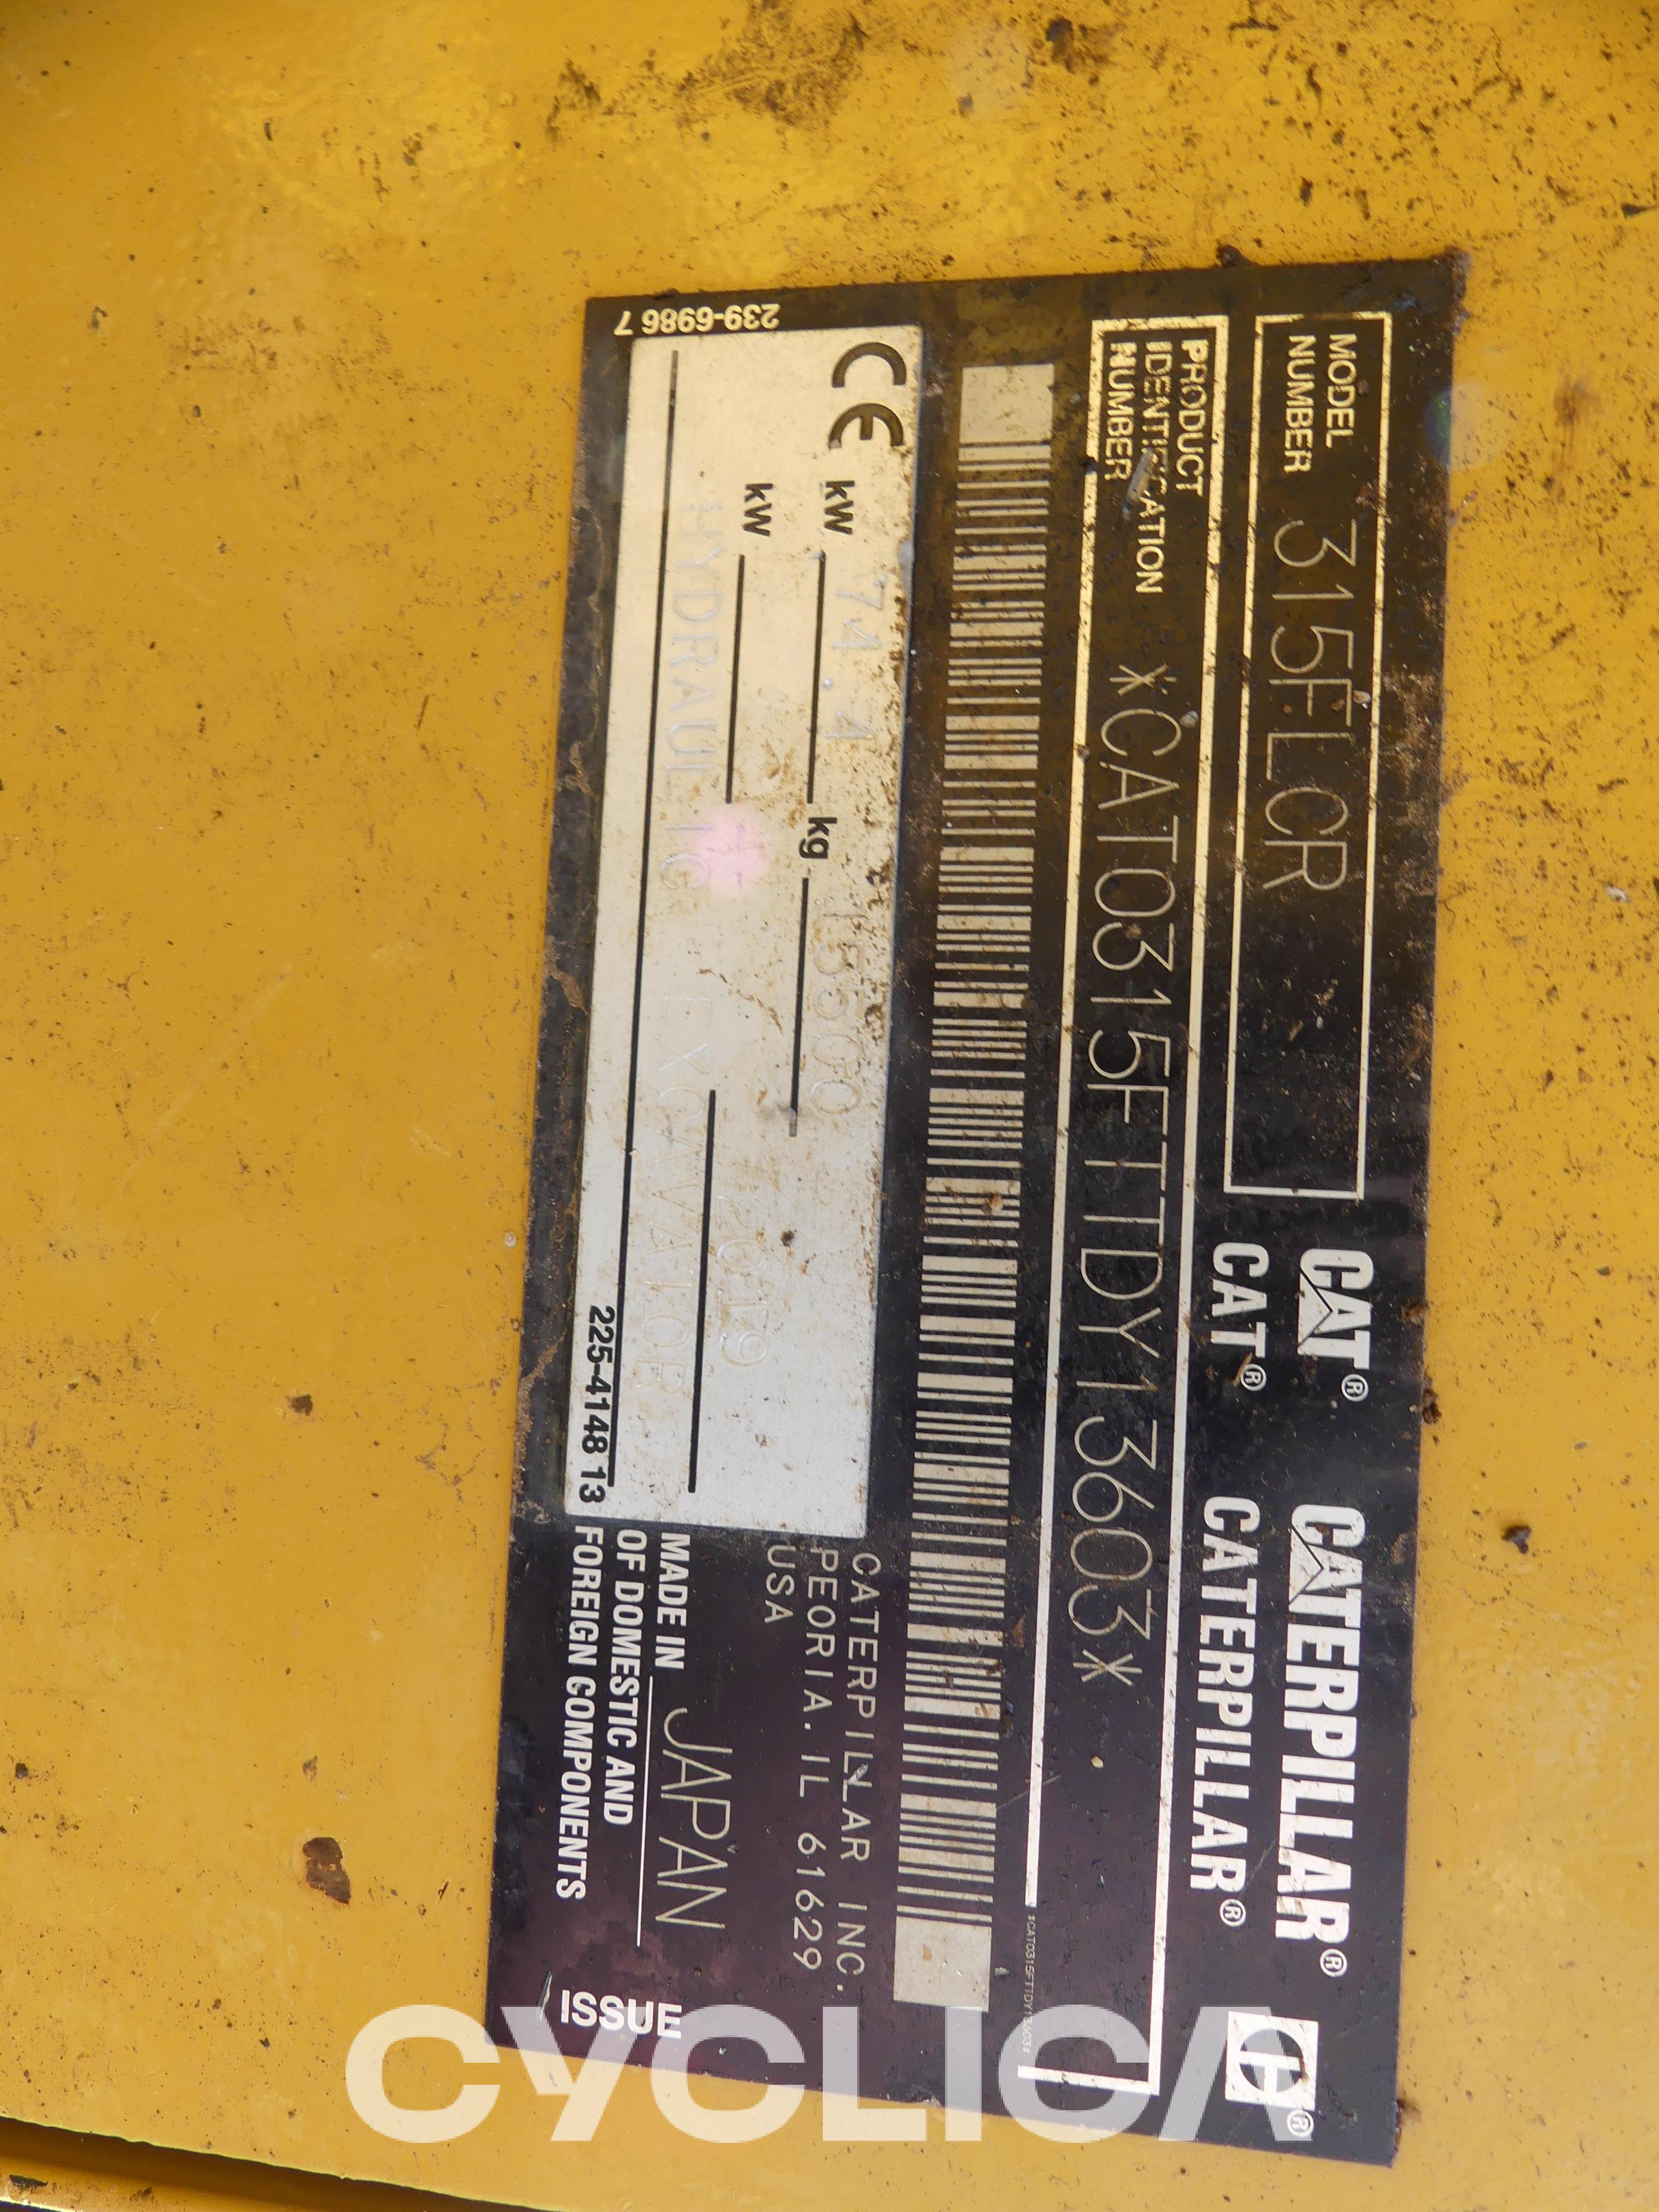 MODEL
NUMBER 315FLCR
CAT® CATERPILLAR®
CAT® CATERPILLAR®
PRODUCT
IDENTIFICATION
NUMBER *CAT0315FTTDY13603*
*CAT0315FTTDY13603*
CE kW 74.4 kg 15500
kW 2019
HYDRAULIC EXCAVATOR
225-4148 13
239-6986 7
CATERPILLAR INC.
PEORIA. IL 61629
USA
MADE IN JAPAN
OF DOMESTIC AND
FOREIGN COMPONENTS
ISSUE
CYCLICA